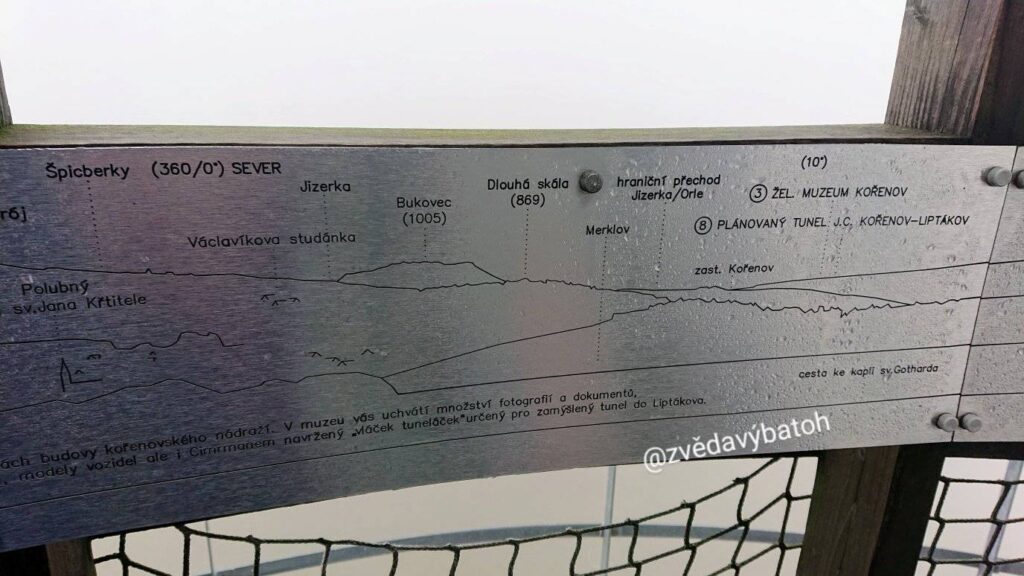 Špicberky (360/0°) SEVER
(10°)
Jizerka
Dlouhá skála
(869)
hraniční přechod
Jizerka/Orle
③ ŽEL. MUZEUM KOŘENOV
rój
Bukovec
(1005)
Merklov
⑧ PLÁNOVANÝ TUNEL J.C. KOŘENOV-LIPTÁKOV
Václavíkova studánka
zast. Kořenov
Polubný
sv.Jana Křtitele
cesta ke kapli sv.Gotharda
ách budovy kořenovského nádraží. V muzeu vás uchvátí množství fotografií a dokumentů,
modely vozidel ale i Cimrmanem navržený „Vláček tuneláček"určený pro zamýšlený tunel do Liptákova.
@zvědavýbatoh